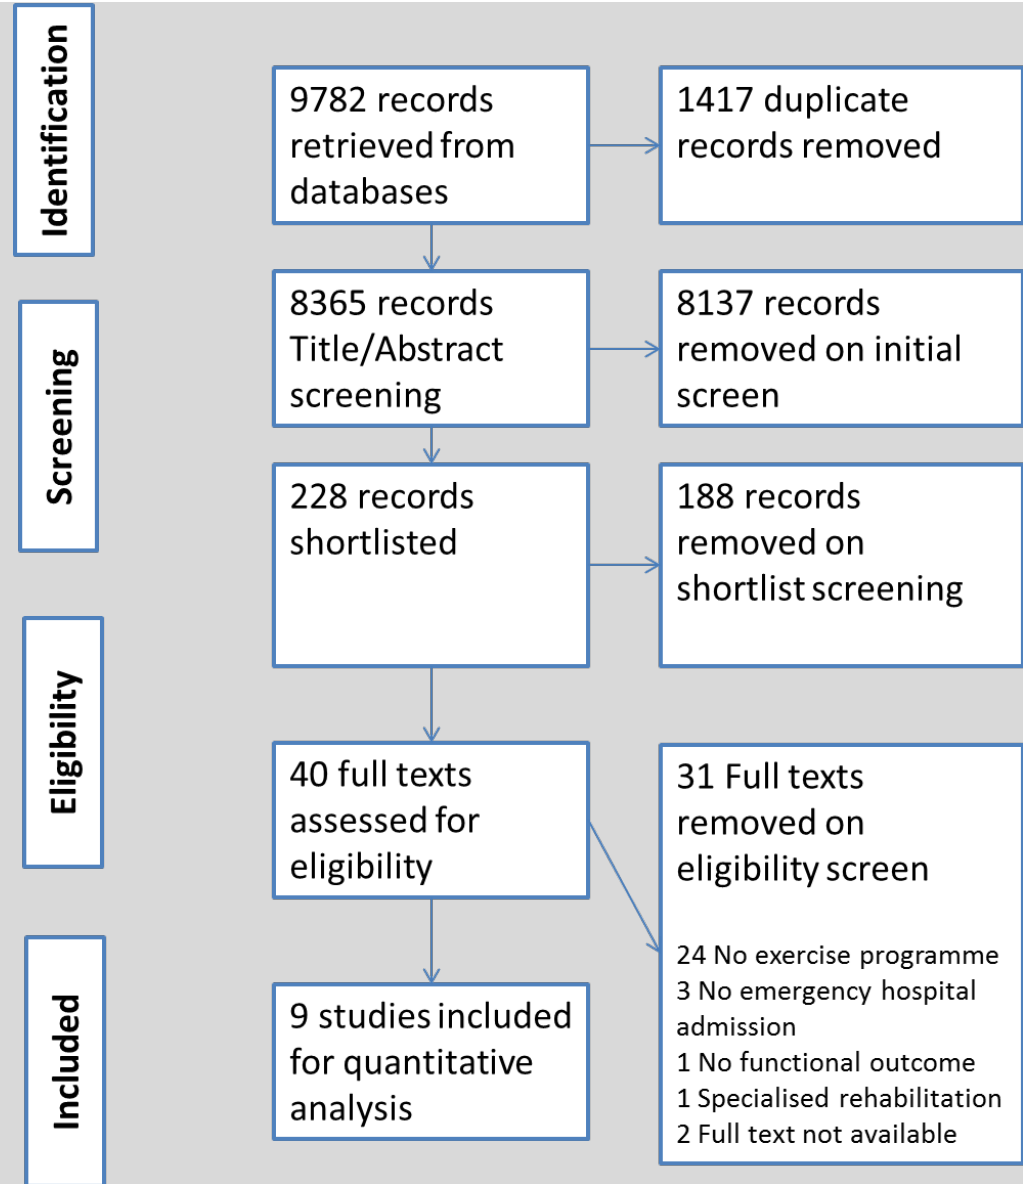 Identification
9782 records
retrieved from
databases
1417 duplicate
records removed
Screening
8365 records
Title/Abstract
screening
8137 records
removed on initial
screen
228 records
shortlisted
188 records
removed on
shortlist screening
Eligibility
40 full texts
assessed for
eligibility
31 Full texts
removed on
eligibility screen
24 No exercise programme
3 No emergency hospital
admission
1 No functional outcome
1 Specialised rehabilitation
2 Full text not available
Included
9 studies included
for quantitative
analysis